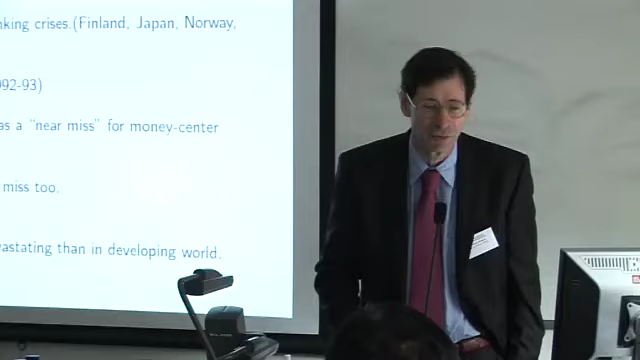 nking crises.(Finland, Japan, Norway,
992-93)
as a "near miss" for money-center
miss too.
vastating than in developing world.